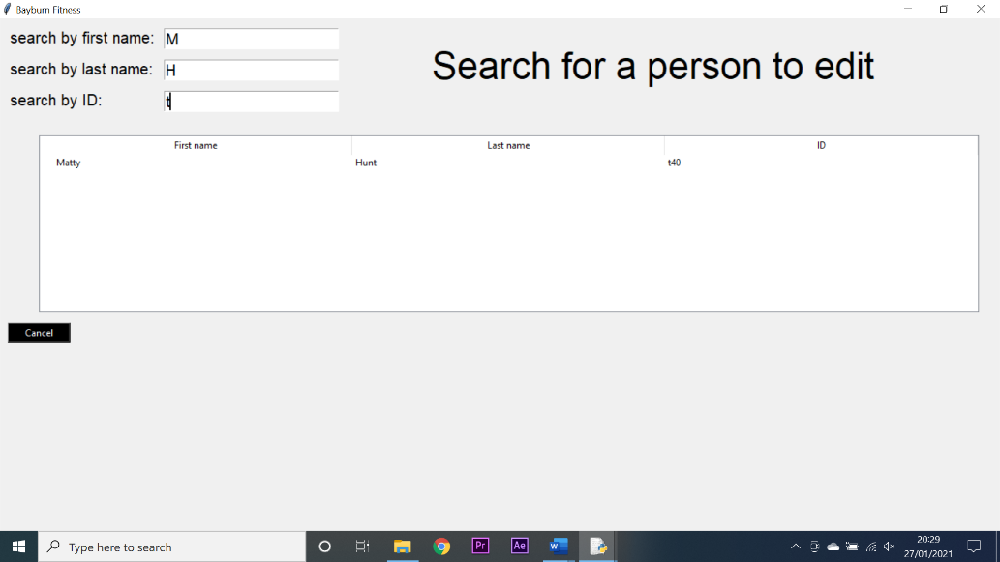 Bayburn Fitness
search by first name: M
search by last name: H
search by ID: t
Search for a person to edit
First name Last name ID
Matty Hunt t40
Cancel
Type here to search
Pr
Ae
W
20:29
27/01/2021